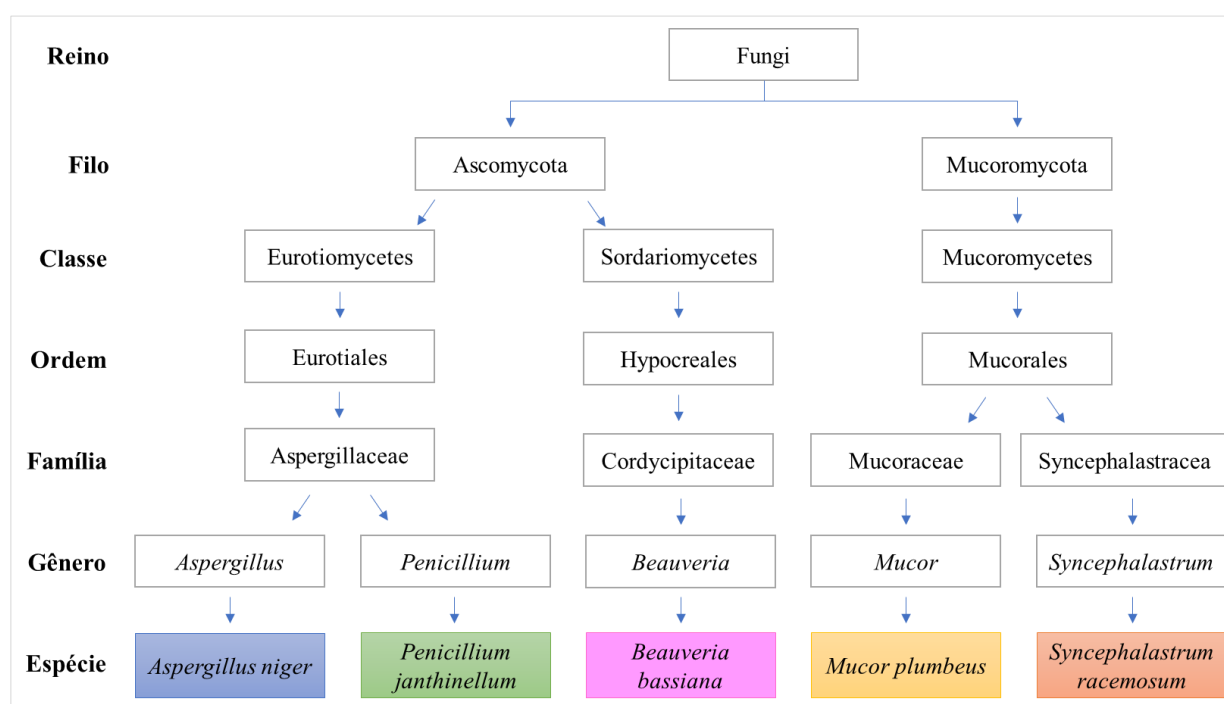 Reino
Fungi
Filo
Ascomycota
Mucoromycota
Classe
Eurotiomycetes
Sordariomycetes
Mucoromycetes
Ordem
Eurotiales
Hypocreales
Mucorales
Família
Aspergillaceae
Cordycipitaceae
Mucoraceae
Syncephalastracea
Gênero
Aspergillus
Penicillium
Beauveria
Mucor
Syncephalastrum
Espécie
Aspergillus niger
Penicillium
janthinellum
Beauveria
bassiana
Mucor plumbeus
Syncephalastrum
racemosum